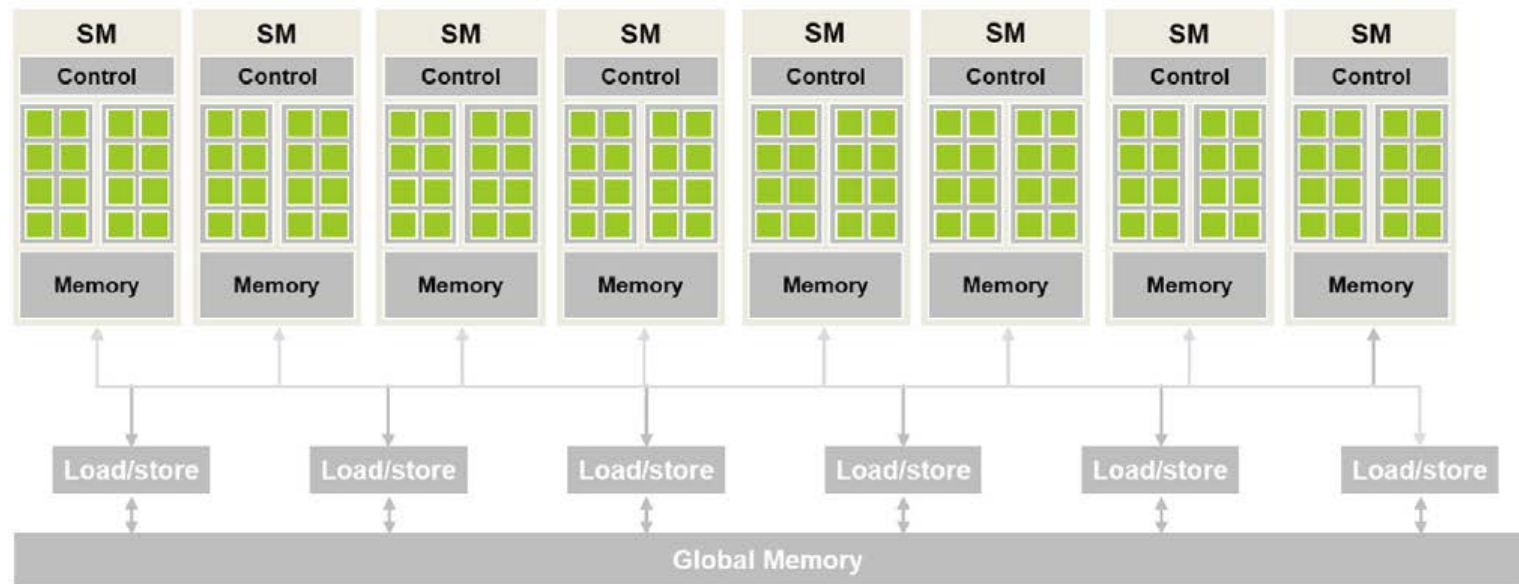 SM SM SM SM SM SM SM SM
Control Control Control Control Control Control Control Control
Memory Memory Memory Memory Memory Memory Memory Memory
Load/store Load/store Load/store Load/store Load/store Load/store
Global Memory